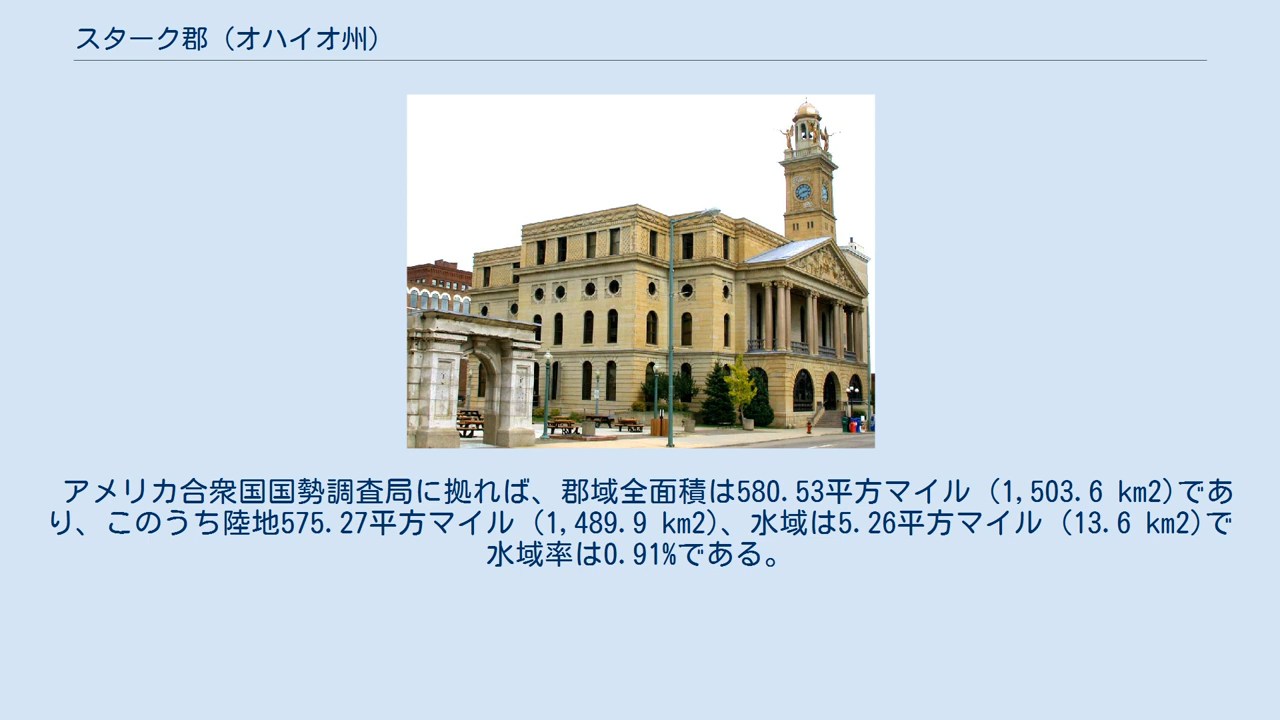 スターク郡（オハイオ州）
アメリカ合衆国国勢調査局に拠れば、郡域全面積は580.53平方マイル (1,503.6 km2)であ
り、このうち陸地575.27平方マイル (1,489.9 km2)、水域は5.26平方マイル (13.6 km2)で
水域率は0.91%である。